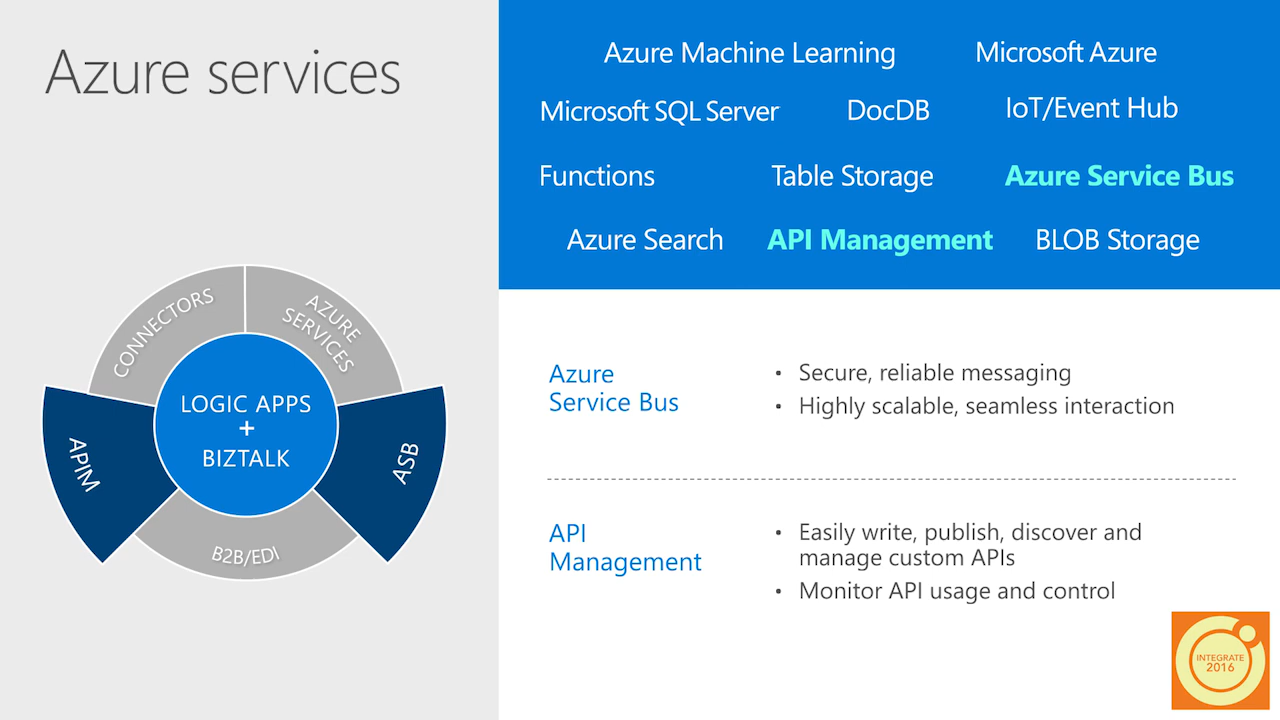 Azure services
Azure Machine Learning
Microsoft Azure
Microsoft SQL Server
DocDB
IoT/Event Hub
Functions
Table Storage
Azure Service Bus
Azure Search
API Management
BLOB Storage
CONNECTORS
AZURE
SERVICES
LOGIC APPS
+
BIZTALK
APIM
ASB
B2B/EDI
Azure
Service Bus
• Secure, reliable messaging
• Highly scalable, seamless interaction
API
Management
• Easily write, publish, discover and
manage custom APIs
• Monitor API usage and control
INTEGRATE
2016